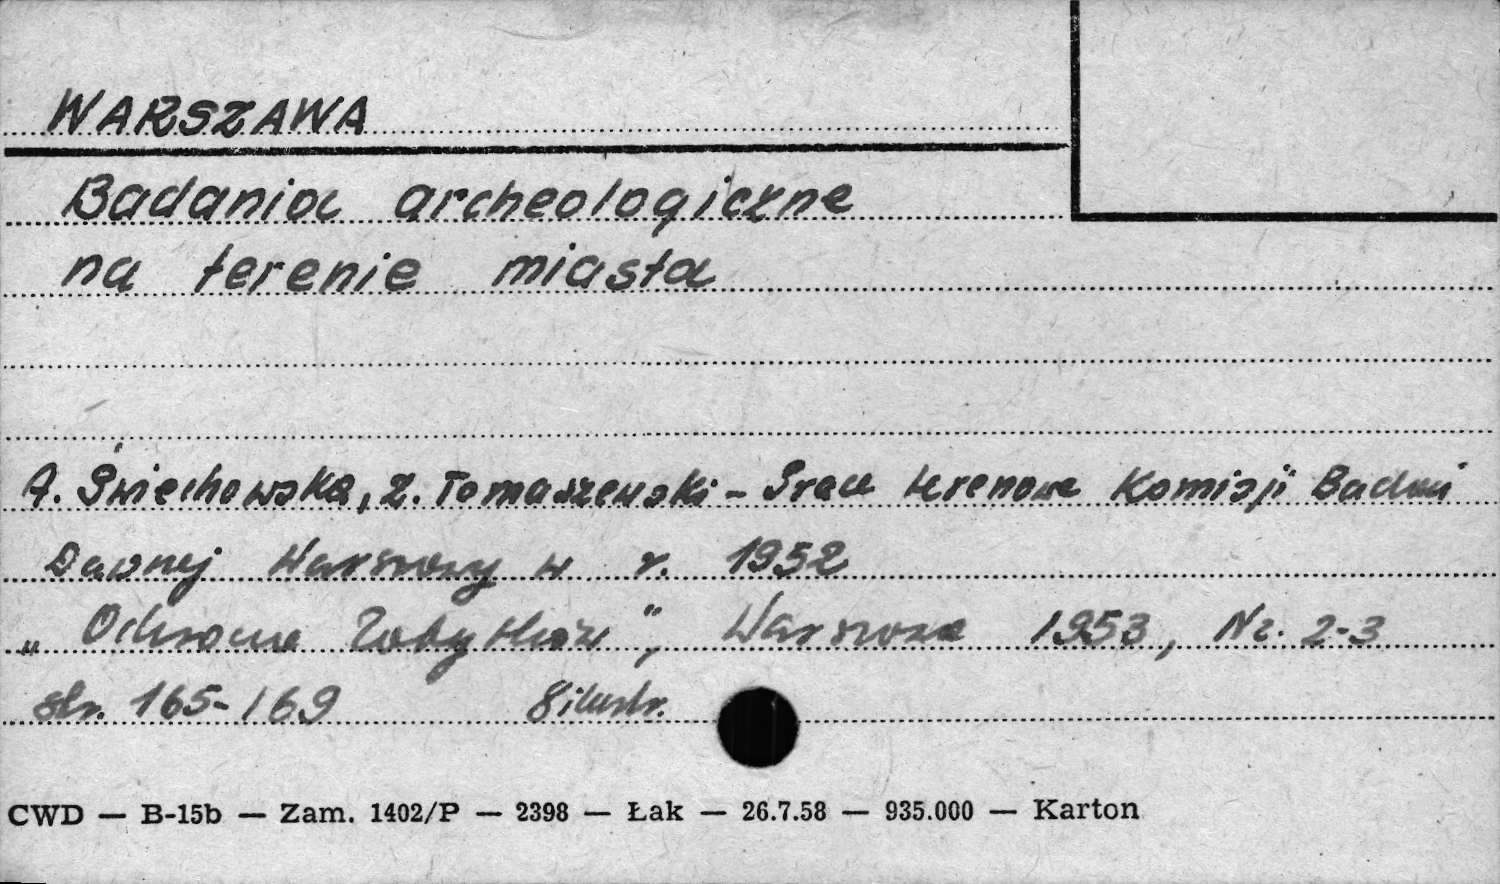 WARSZAWA
Badania archeologiczne
na terenie miasta
A. Świechowska, Z. Tomaszewski - Prace terenowe Komisji Badań
Dawnej Warszawy w r. 1952
„Ochrona Zabytków", Warszawa 1953, Nr. 2-3
str. 165-169 8 ilustr.
CWD — B-15b — Zam. 1402/P — 2398 — Łak — 26.7.58 — 935.000 — Karton